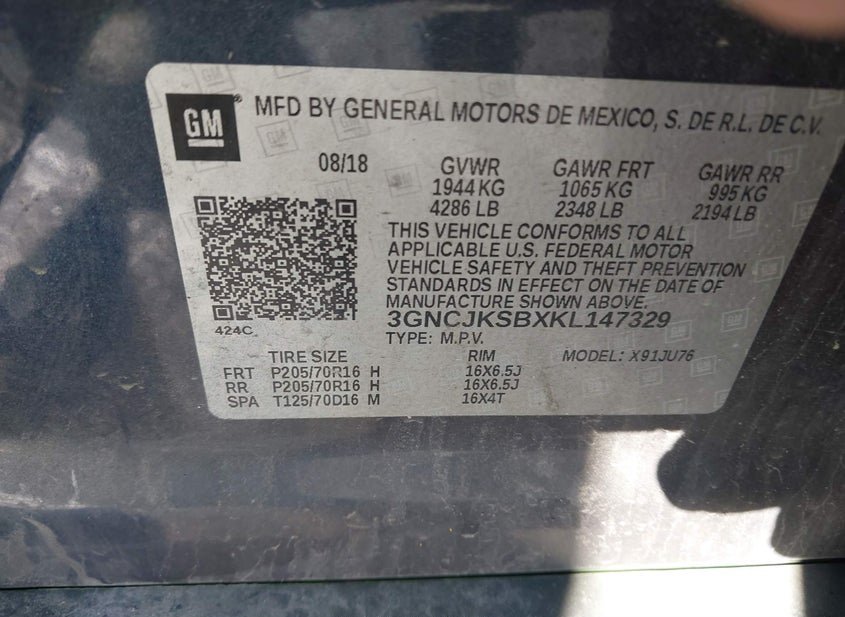 GM ® MFD BY GENERAL MOTORS DE MEXICO, S. DE R.L. DE C.V.
08/18 GVWR GAWR FRT GAWR RR
1944 KG 1065 KG 995 KG
4286 LB 2348 LB 2194 LB
THIS VEHICLE CONFORMS TO ALL
APPLICABLE U.S. FEDERAL MOTOR
VEHICLE SAFETY AND THEFT PREVENTION
STANDARDS IN EFFECT ON THE DATE OF
MANUFACTURE SHOWN ABOVE.
3GNCJKSBXKL147329
424C
TYPE: M.P.V.
TIRE SIZE RIM MODEL: X91JU76
FRT P205/70R16 H 16X6.5J
RR P205/70R16 H 16X6.5J
SPA T125/70D16 M 16X4T